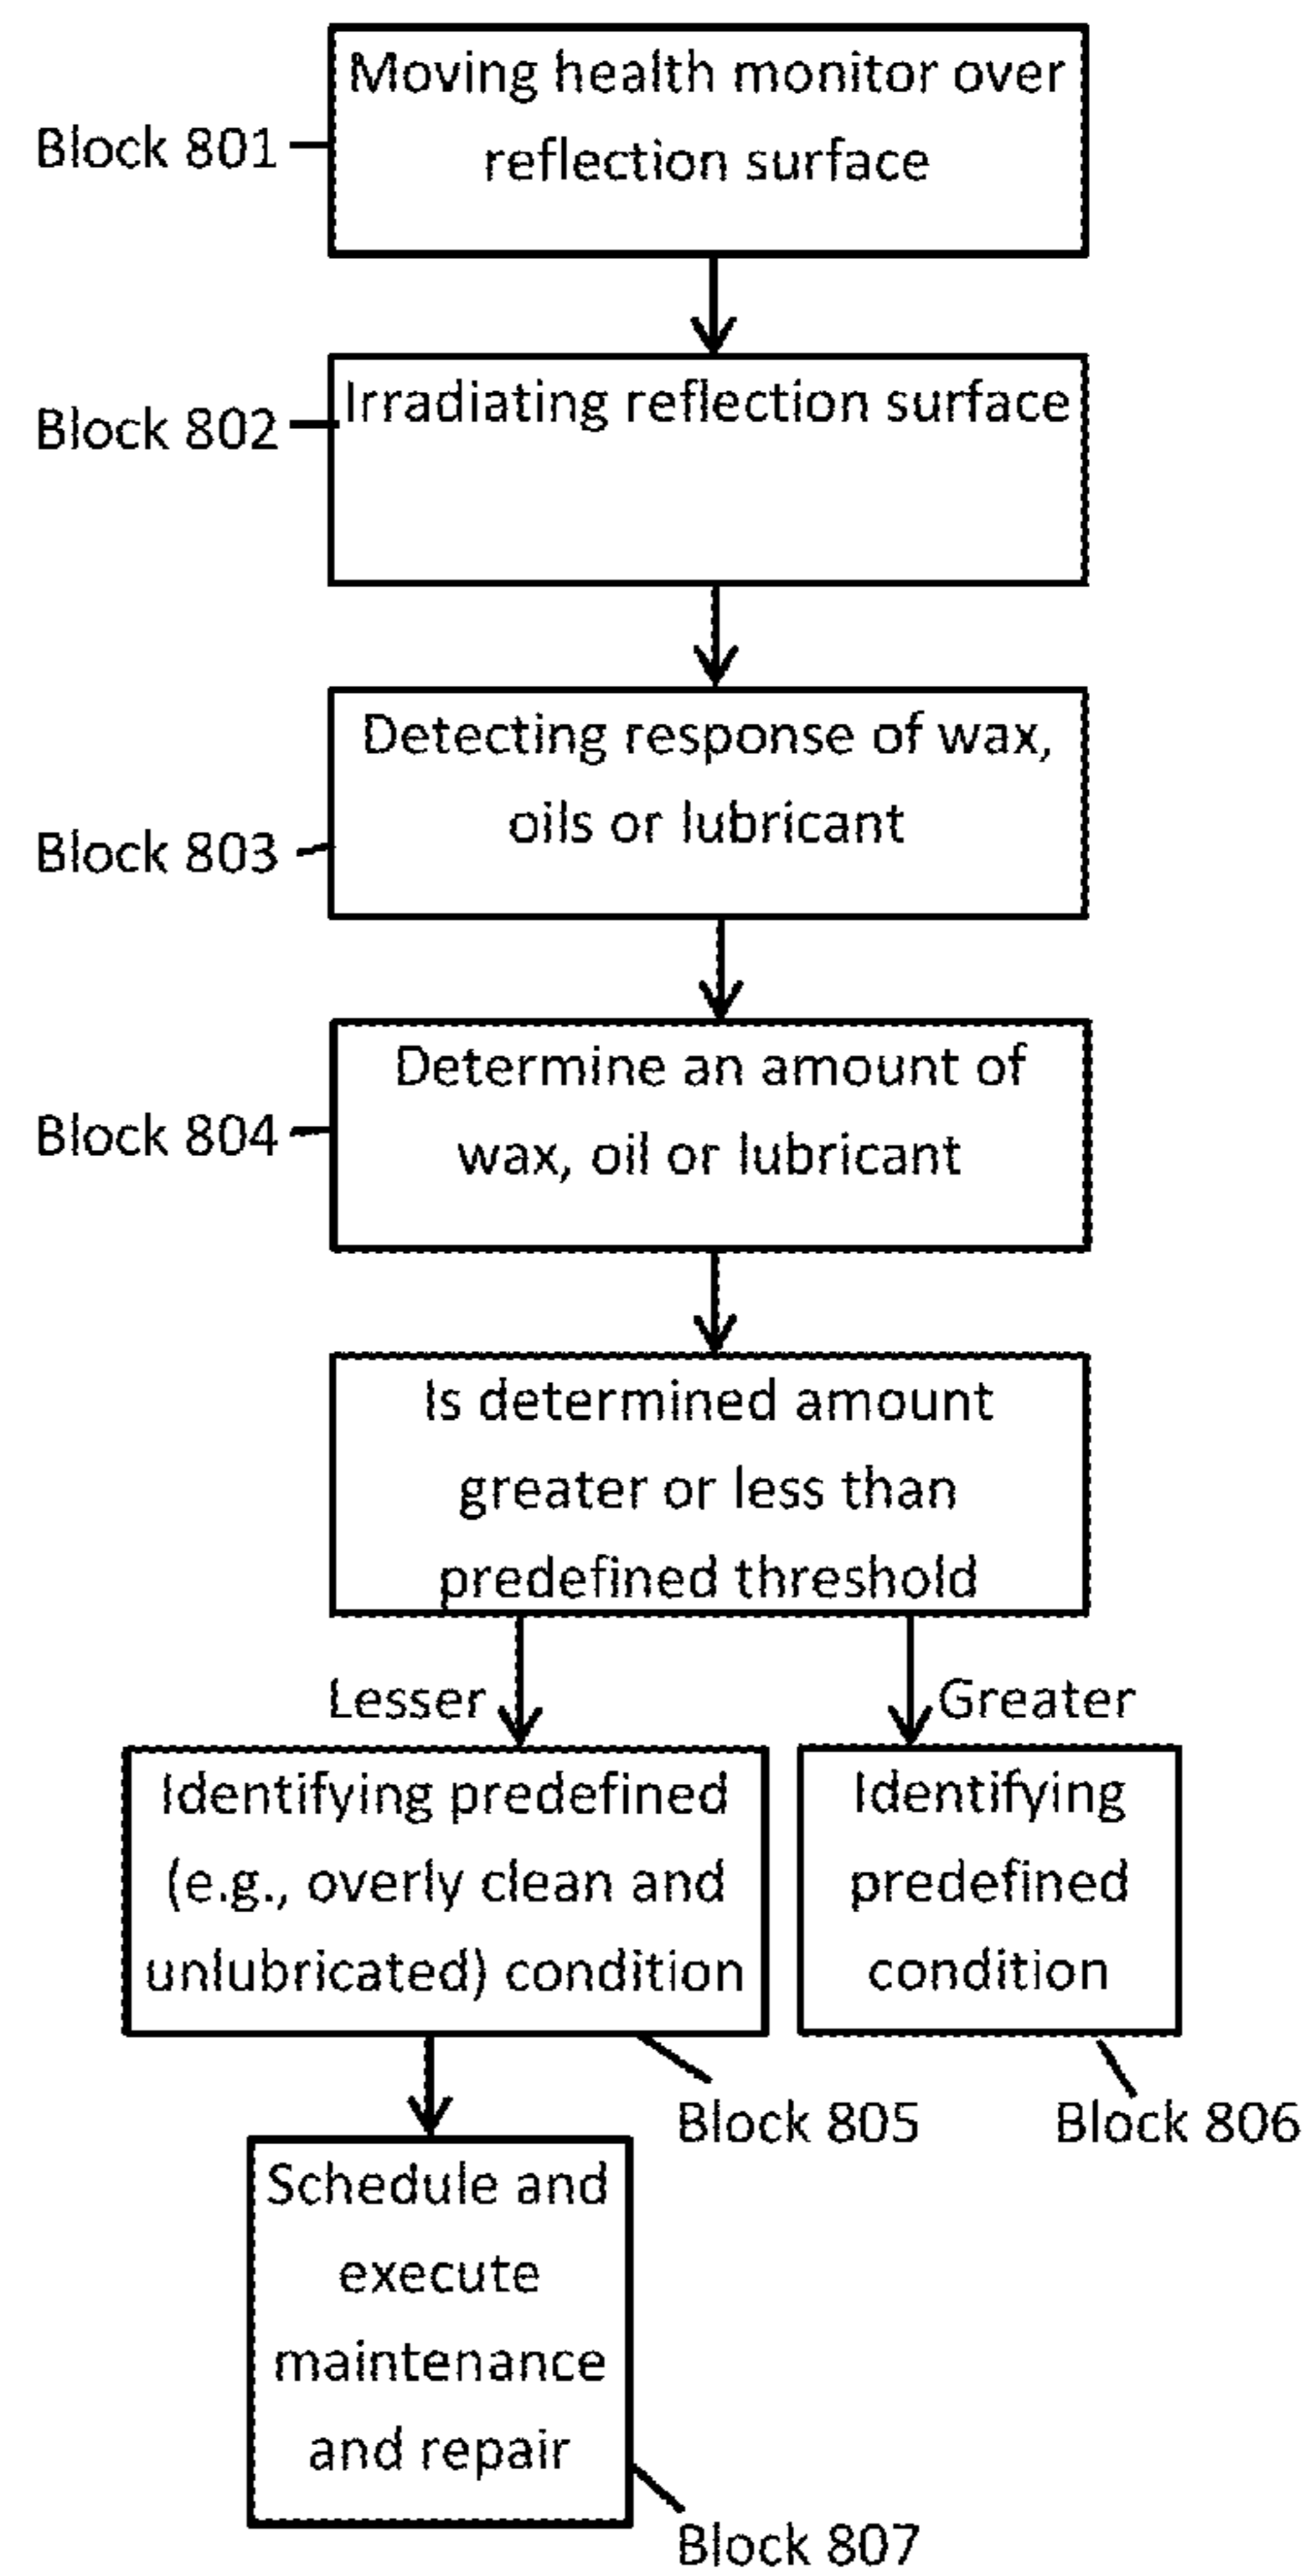 Moving health monitor over
reflection surface
Block 801
Irradiating reflection surface
Block 802
Detecting response of wax,
oils or lubricant
Block 803
Determine an amount of
wax, oil or lubricant
Block 804
Is determined amount
greater or less than
predefined threshold
Lesser
Greater
Identifying predefined
(e.g., overly clean and
unlubricated) condition
Identifying
predefined
condition
Block 805
Block 806
Schedule and
execute
maintenance
and repair
Block 807